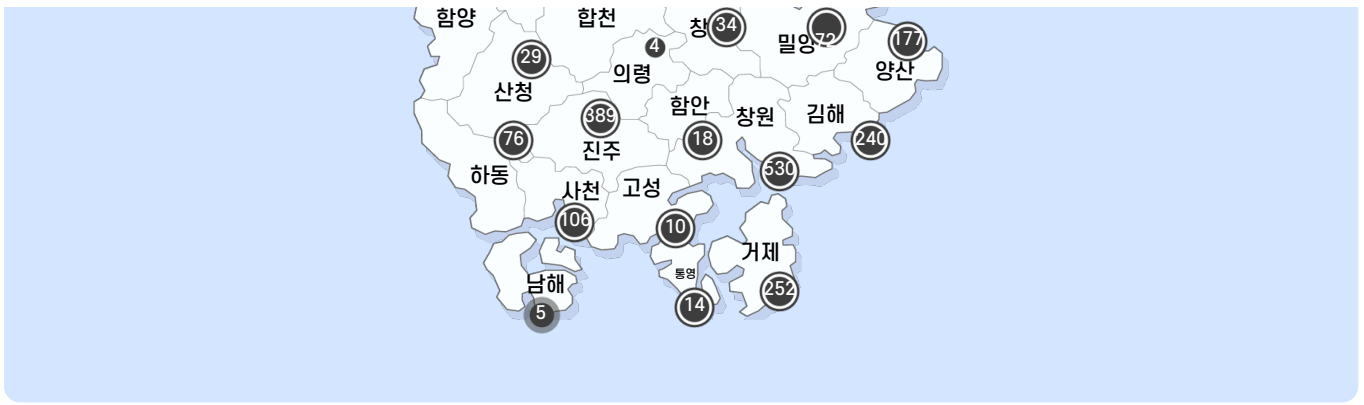 함양
합천
창
34
밀양
72
177
양산
29
산청
4
의령
389
진주
함안
18
창원
김해
240
76
하동
530
사천
106
고성
10
거제
252
남해
5
통영
14